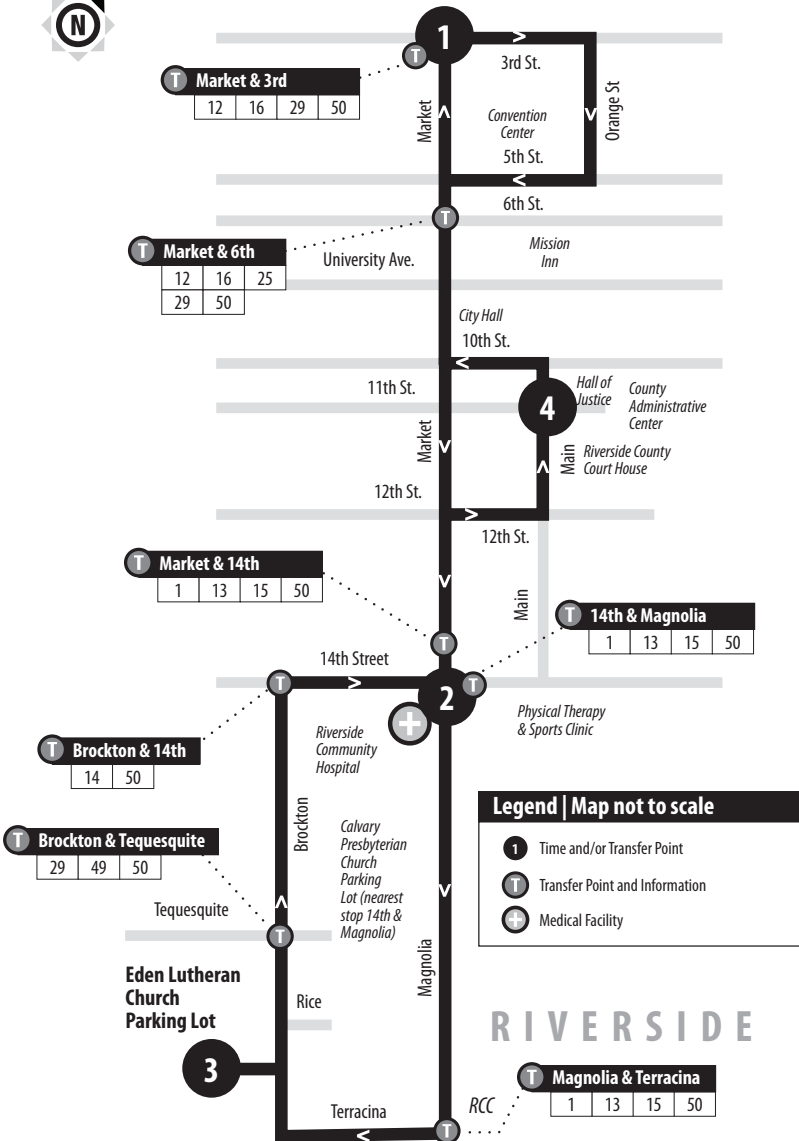 N
1
3rd St.
T
T Market & 3rd
12 16 29 50
Market
Convention
Center
Orange St
5th St.
6th St.
T
T Market & 6th
12 16 25
29 50
University Ave.
Mission
Inn
City Hall
10th St.
11th St.
4
Hall of
Justice
County
Administrative
Center
Market
Main
Riverside County
Court House
12th St.
12th St.
T Market & 14th
1 13 15 50
Main
T 14th & Magnolia
1 13 15 50
T
14th Street
T
2
T
Physical Therapy
& Sports Clinic
Riverside
Community
Hospital
T Brockton & 14th
14 50
Brockton
Calvary
Presbyterian
Church
Parking
Lot (nearest
stop 14th &
Magnolia)
T Brockton & Tequesquite
29 49 50
Tequesquite
T
Magnolia
Legend | Map not to scale
1 Time and/or Transfer Point
T Transfer Point and Information
Medical Facility
Eden Lutheran
Church
Parking Lot
Rice
3
RIVERSIDE
Terracina
T
RCC
T Magnolia & Terracina
1 13 15 50